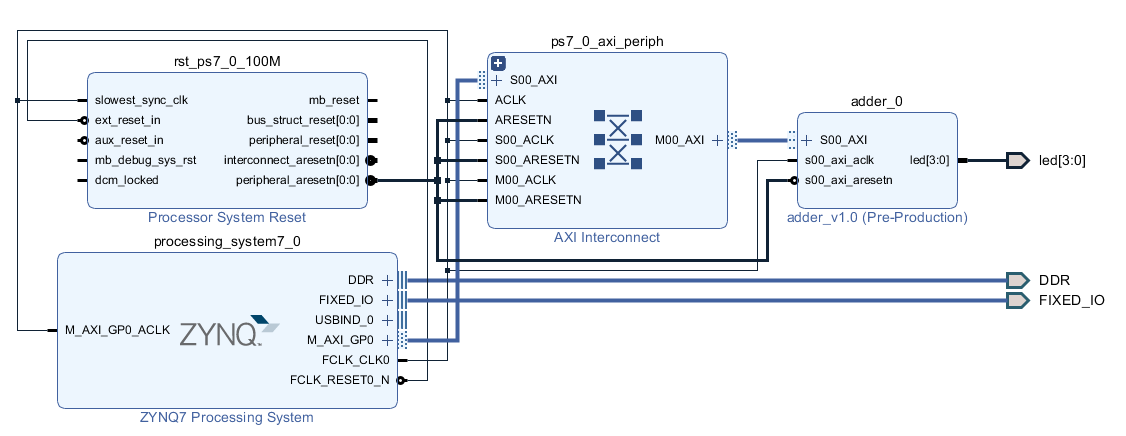 rst_ps7_0_100M
slowest_sync_clk
ext_reset_in
aux_reset_in
mb_debug_sys_rst
dcm_locked
mb_reset
bus_struct_reset[0:0]
peripheral_reset[0:0]
interconnect_aresetn[0:0]
peripheral_aresetn[0:0]
Processor System Reset
ps7_0_axi_periph
S00_AXI
ACLK
ARESETN
S00_ACLK
S00_ARESETN
M00_ACLK
M00_ARESETN
M00_AXI
AXI Interconnect
adder_0
S00_AXI
s00_axi_aclk
s00_axi_aresetn
led[3:0]
adder_v1.0 (Pre-Production)
led[3:0]
processing_system7_0
M_AXI_GP0_ACLK
ZYNQ
DDR
FIXED_IO
USBIND_0
M_AXI_GP0
FCLK_CLK0
FCLK_RESET0_N
ZYNQ7 Processing System
DDR
FIXED_IO